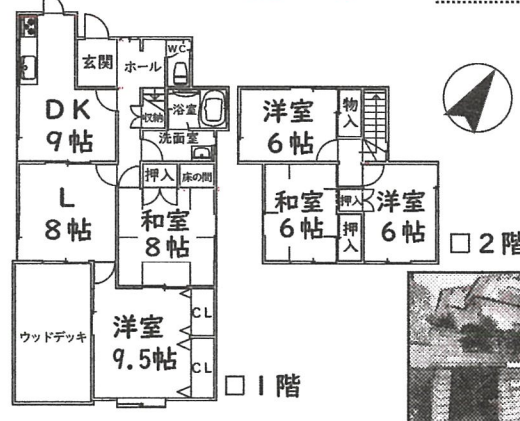 玄関
ホール
WC
DK
9帖
収納
浴室
洗面室
L
8帖
押入
床の間
和室
8帖
ウッドデッキ
洋室
9.5帖
CL
CL
□1階
洋室
6帖
物入
和室
6帖
押入
押入
洋室
6帖
□2階